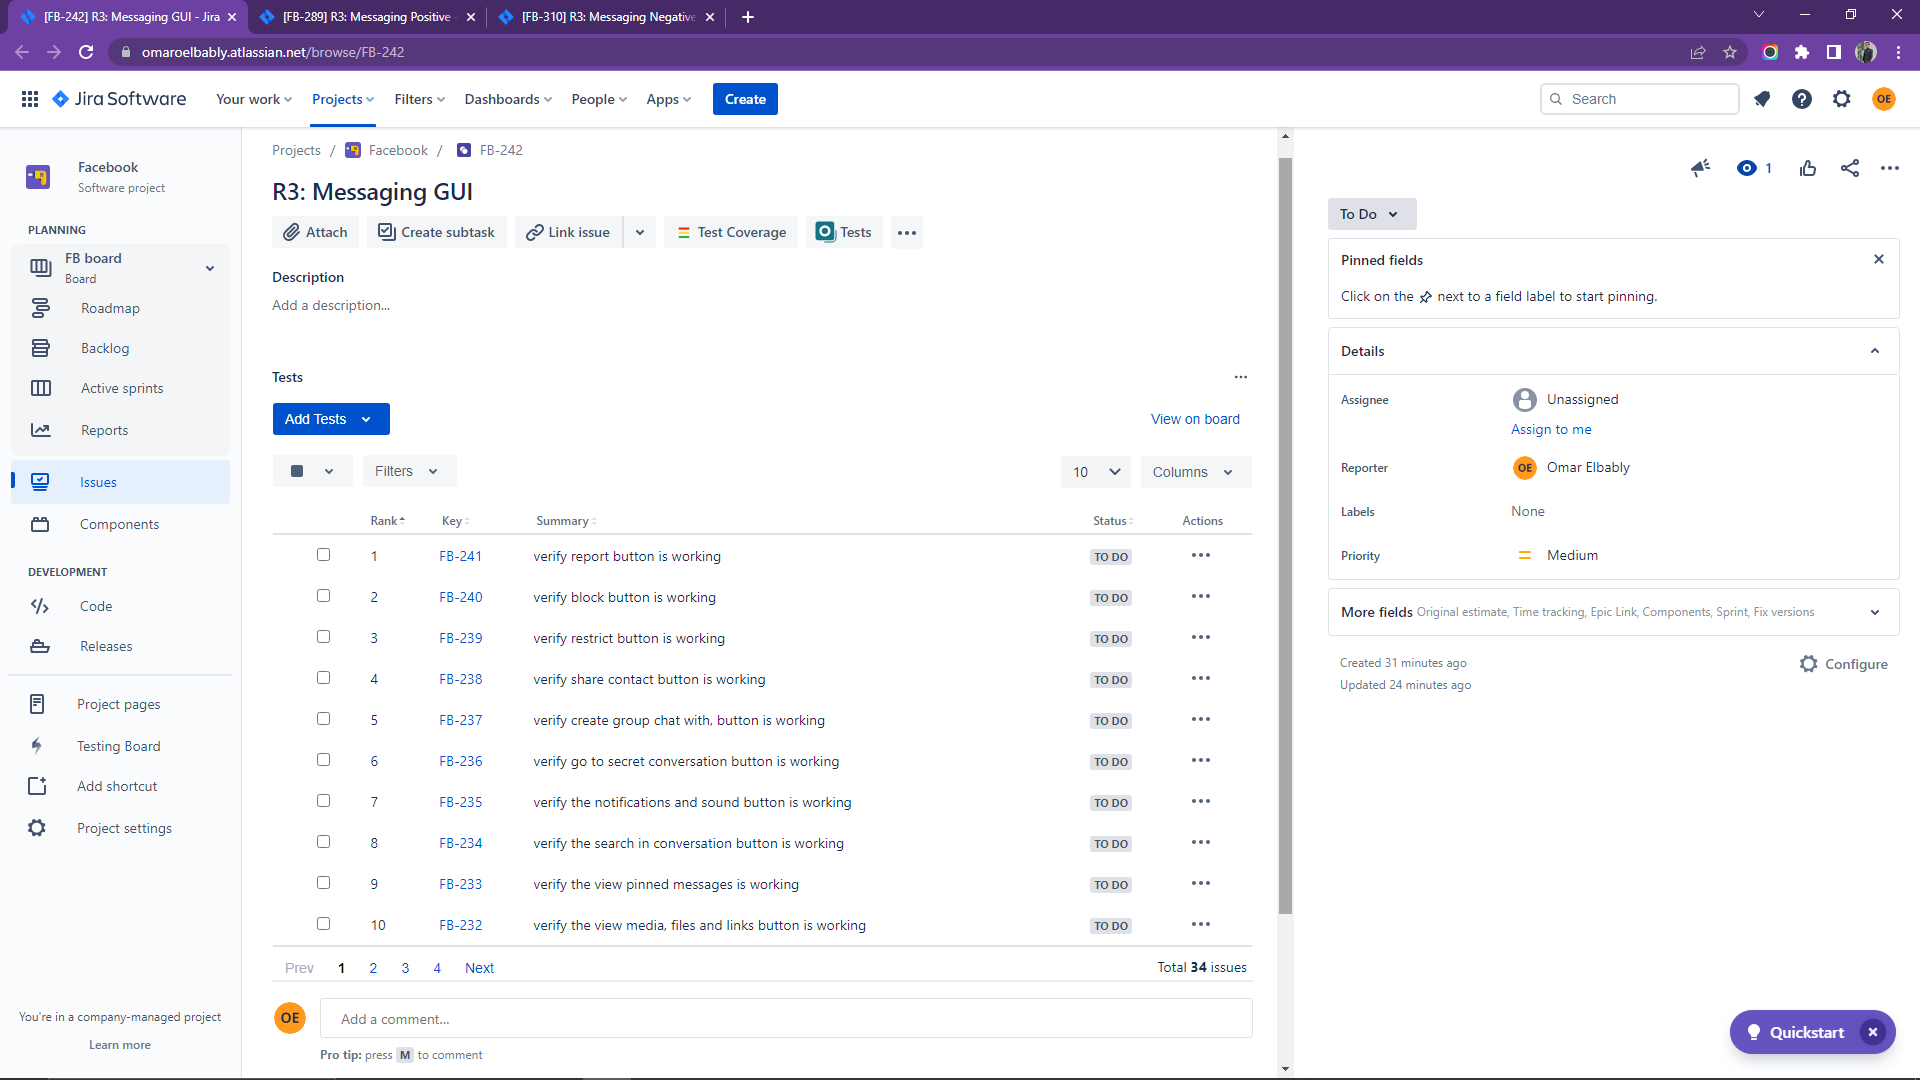 [FB-242] R3: Messaging GUI - Jira
[FB-289] R3: Messaging Positive -
[FB-310] R3: Messaging Negative
omaroelbably.atlassian.net/browse/FB-242
Jira Software
Your work
Projects
Filters
Dashboards
People
Apps
Create
Search
OE
Facebook
Software project
PLANNING
FB board
Board
Roadmap
Backlog
Active sprints
Reports
Issues
Components
DEVELOPMENT
Code
Releases
Project pages
Testing Board
Add shortcut
Project settings
You're in a company-managed project
Learn more
Projects / Facebook / FB-242
R3: Messaging GUI
Attach
Create subtask
Link issue
Test Coverage
Tests
Description
Add a description...
Tests
Add Tests
View on board
Filters
10
Columns
Rank Key Summary Status Actions
1 FB-241 verify report button is working TO DO
2 FB-240 verify block button is working TO DO
3 FB-239 verify restrict button is working TO DO
4 FB-238 verify share contact button is working TO DO
5 FB-237 verify create group chat with, button is working TO DO
6 FB-236 verify go to secret conversation button is working TO DO
7 FB-235 verify the notifications and sound button is working TO DO
8 FB-234 verify the search in conversation button is working TO DO
9 FB-233 verify the view pinned messages is working TO DO
10 FB-232 verify the view media, files and links button is working TO DO
Prev 1 2 3 4 Next
Total 34 issues
OE
Add a comment...
Pro tip: press M to comment
1
To Do
Pinned fields
Click on the next to a field label to start pinning.
Details
Assignee
Unassigned
Assign to me
Reporter
OE Omar Elbably
Labels
None
Priority
Medium
More fields Original estimate, Time tracking, Epic Link, Components, Sprint, Fix versions
Created 31 minutes ago
Updated 24 minutes ago
Configure
Quickstart